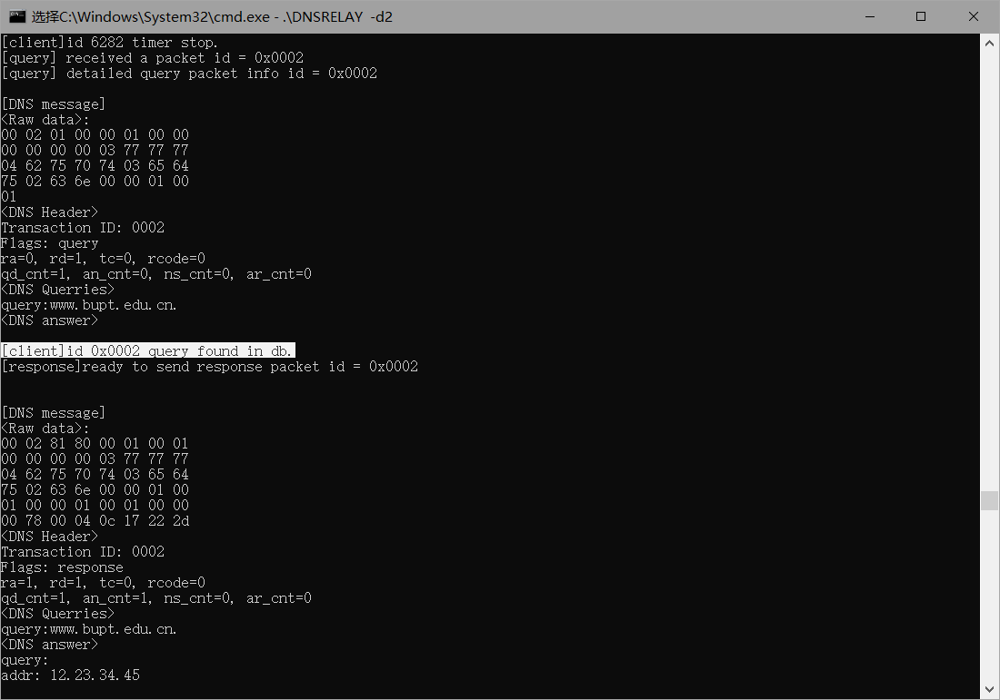 选择C:\Windows\System32\cmd.exe - .\DNSRELAY  -d2
[client]id 6282 timer stop.
[query] received a packet id = 0x0002
[query] detailed query packet info id = 0x0002
[DNS message]
<Raw data>:
00 02 01 00 00 01 00 00
00 00 00 00 03 77 77 77
04 62 75 70 74 03 65 64
75 02 63 6e 00 00 01 00
01
<DNS Header>
Transaction ID: 0002
Flags: query
ra=0, rd=1, tc=0, rcode=0
qd_cnt=1, an_cnt=0, ns_cnt=0, ar_cnt=0
<DNS Querries>
query:www.bupt.edu.cn.
<DNS answer>
[client]id 0x0002 query found in db.
[response]ready to send response packet id = 0x0002
[DNS message]
<Raw data>:
00 02 81 80 00 01 00 01
00 00 00 00 03 77 77 77
04 62 75 70 74 03 65 64
75 02 63 6e 00 00 01 00
01 00 00 01 00 01 00 00
00 78 00 04 0c 17 22 2d
<DNS Header>
Transaction ID: 0002
Flags: response
ra=1, rd=1, tc=0, rcode=0
qd_cnt=1, an_cnt=1, ns_cnt=0, ar_cnt=0
<DNS Querries>
query:www.bupt.edu.cn.
<DNS answer>
query:
addr: 12.23.34.45